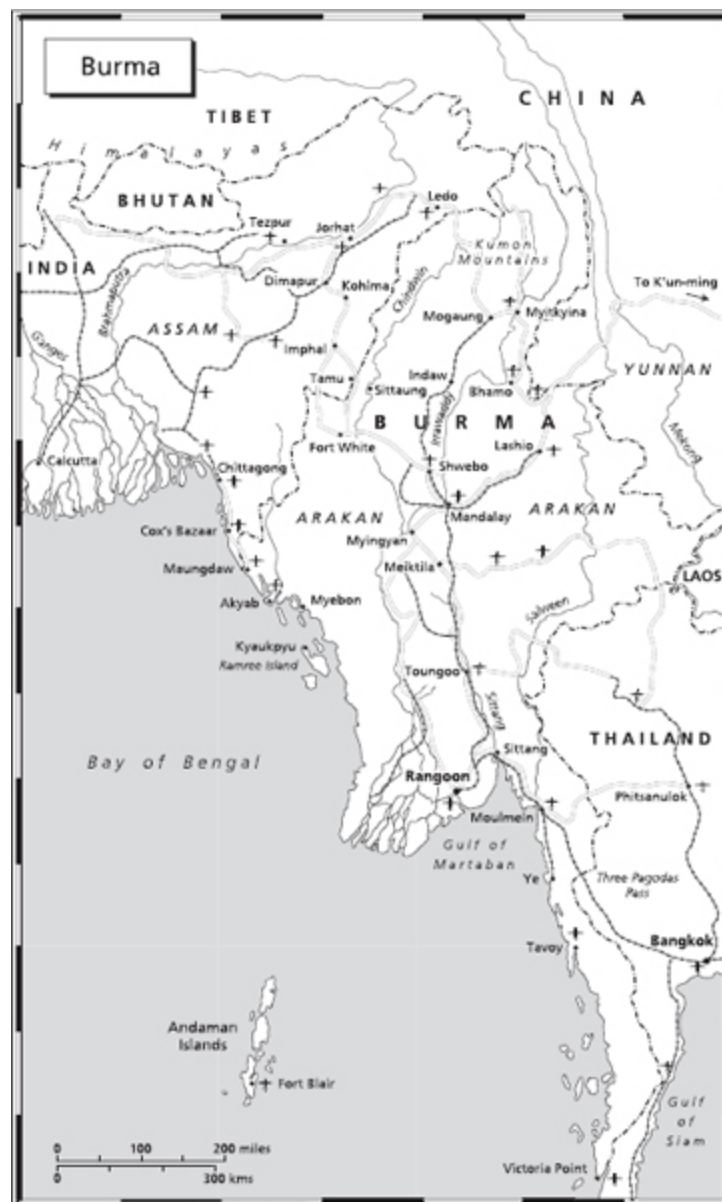 Burma
CHINA
TIBET
Himalayas
BHUTAN
Ledo
Tezpur
Jorhat
Kumon
Mountains
INDIA
Dimapur
Kohima
Chindwin
To K'un-ming
Brahmaputra
ASSAM
Mogaung
Myitkyina
Ganges
Imphal
YUNNAN
Tamu
Sittaung
Indaw
Bhamo
BURMA
Irrawaddy
Mekong
Fort White
Lashio
Calcutta
Shwebo
Chittagong
ARAKAN
Mandalay
ARAKAN
Cox's Bazaar
Myingyan
Meiktila
Maungdaw
LAOS
Akyab
Myebon
Salween
Kyaukpyu
Ramree Island
Toungoo
Sittang
Sittang
THAILAND
Bay of Bengal
Rangoon
Phitsanulok
Moulmein
Gulf of
Martaban
Ye
Three Pagodas
Pass
Tavoy
Bangkok
Andaman
Islands
Fort Blair
Gulf
of
Siam
0 100 200 miles
0 300 kms
Victoria Point